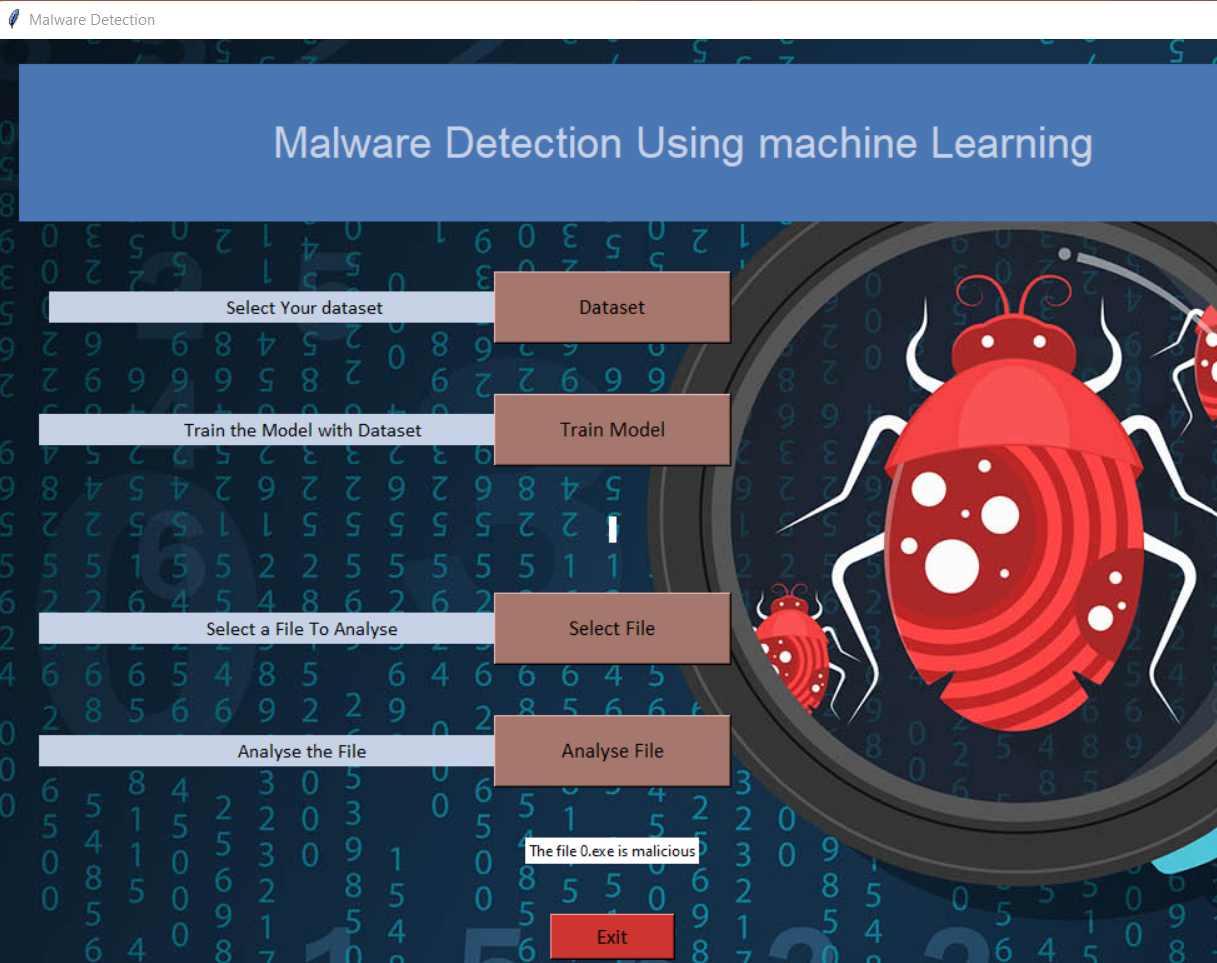 Malware Detection
Malware Detection Using machine Learning
Select Your dataset
Dataset
Train the Model with Dataset
Train Model
Select a File To Analyse
Select File
Analyse the File
Analyse File
The file 0.exe is malicious
Exit